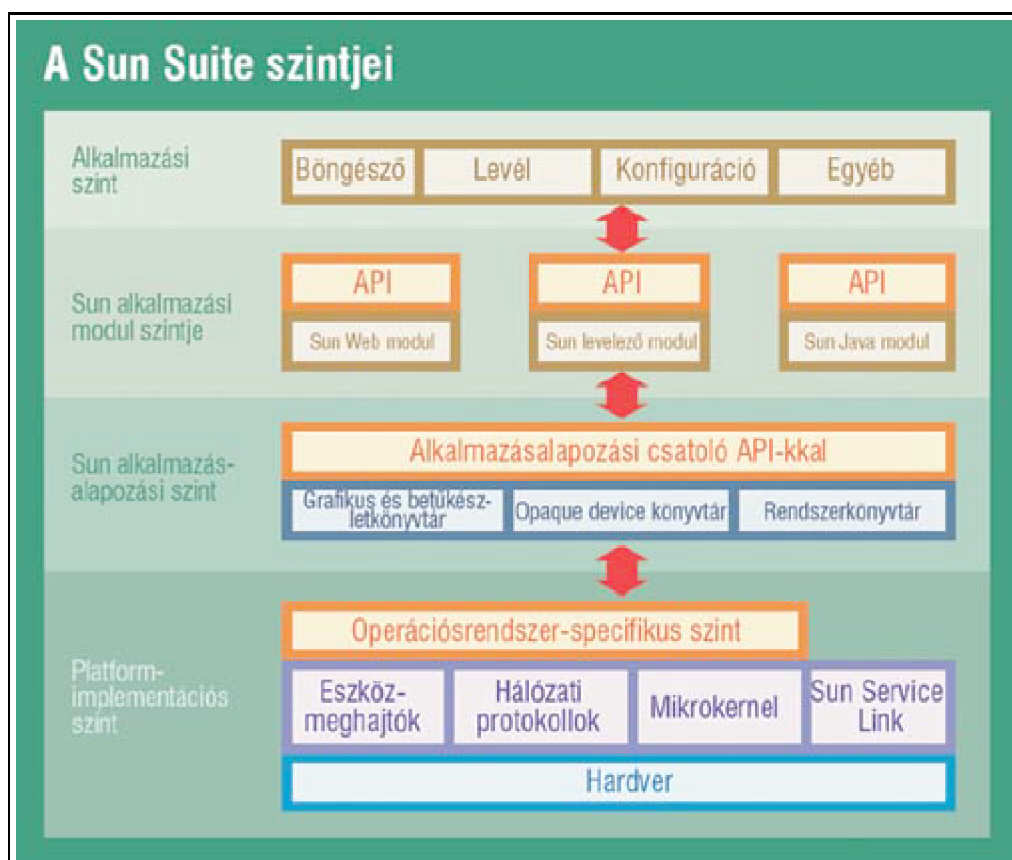 A Sun Suite szintjei
Alkalmazási
szint
Böngésző
Levél
Konfiguráció
Egyéb
Sun alkalmazási
modul szintje
API
API
API
Sun Web modul
Sun levelező modul
Sun Java modul
Sun alkalmazás-
alapozási szint
Alkalmazásalapozási csatoló API-kkal
Grafikus és betűkész-
letkönyvtár
Opaque device könyvtár
Rendszerkönyvtár
Platform-
implementációs
szint
Operációsrendszer-specifikus szint
Eszköz-
meghajtók
Hálózati
protokollok
Mikrokernel
Sun Service
Link
Hardver